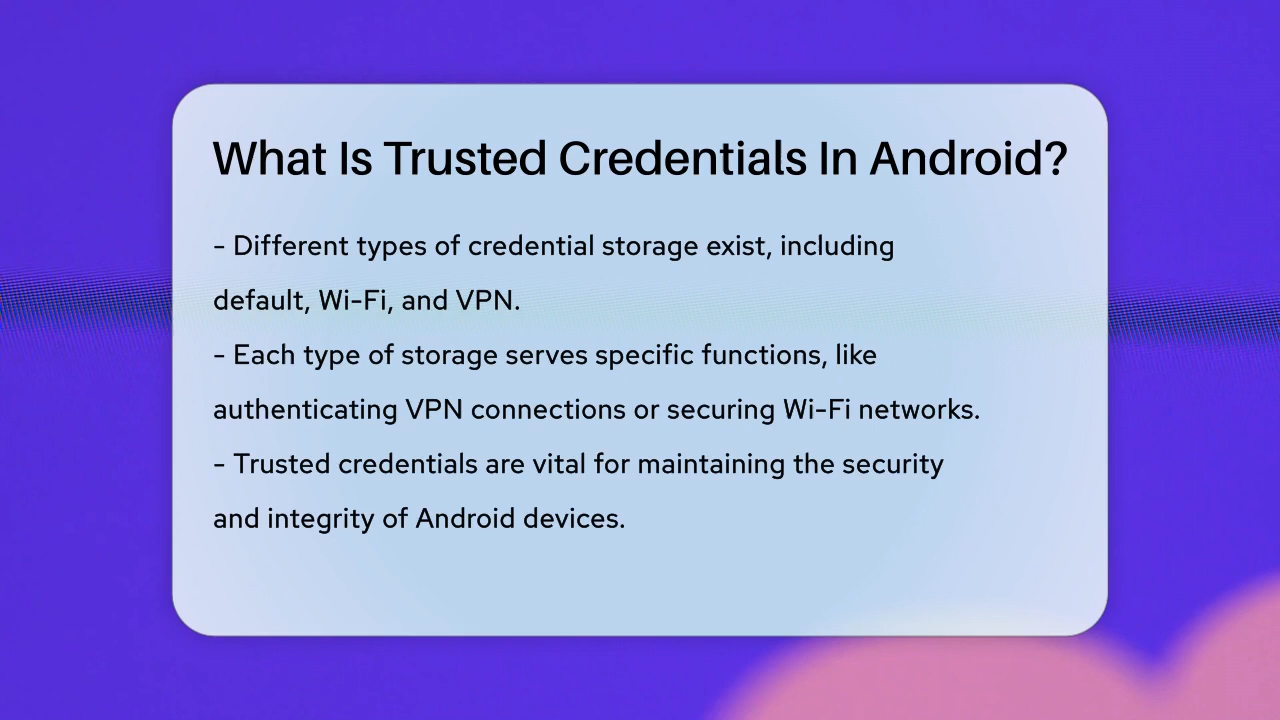 What Is Trusted Credentials In Android?
- Different types of credential storage exist, including
default, Wi-Fi, and VPN.
- Each type of storage serves specific functions, like
authenticating VPN connections or securing Wi-Fi networks.
- Trusted credentials are vital for maintaining the security
and integrity of Android devices.